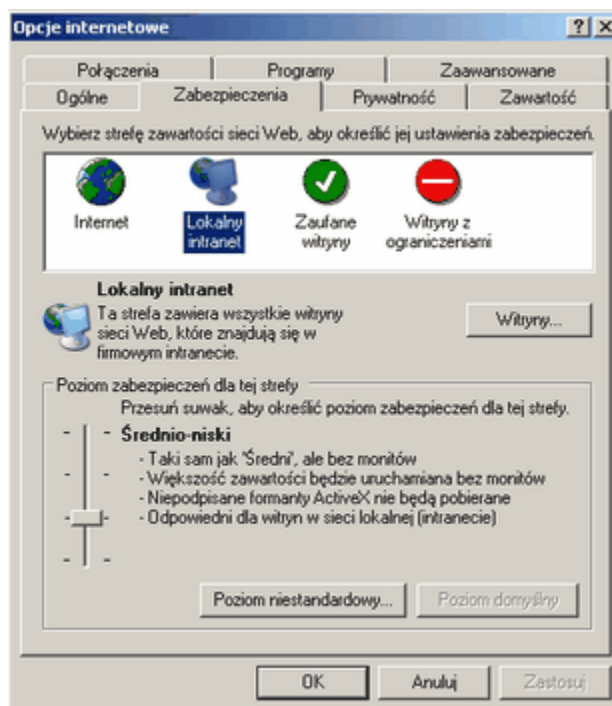 Opcje internetowe
Połączenia Programy Zaawansowane
Ogólne Zabezpieczenia Prywatność Zawartość
Wybierz strefę zawartości sieci Web, aby określić jej ustawienia zabezpieczeń.
Internet Lokalny intranet Zaufane witryny Witryny z ograniczeniami
Lokalny intranet
Ta strefa zawiera wszystkie witryny
sieci Web, które znajdują się w
firmowym intranecie.
Witryny...
Poziom zabezpieczeń dla tej strefy
Przesuń suwak, aby określić poziom zabezpieczeń dla tej strefy.
Średnio-niski
- Taki sam jak 'Średni', ale bez monitów
- Większość zawartości będzie uruchamiana bez monitów
- Niepodpisane formanty ActiveX nie będą pobierane
- Odpowiedni dla witryn w sieci lokalnej (intranecie)
Poziom niestandardowy... Poziom domyślny
OK Anuluj Zastosuj